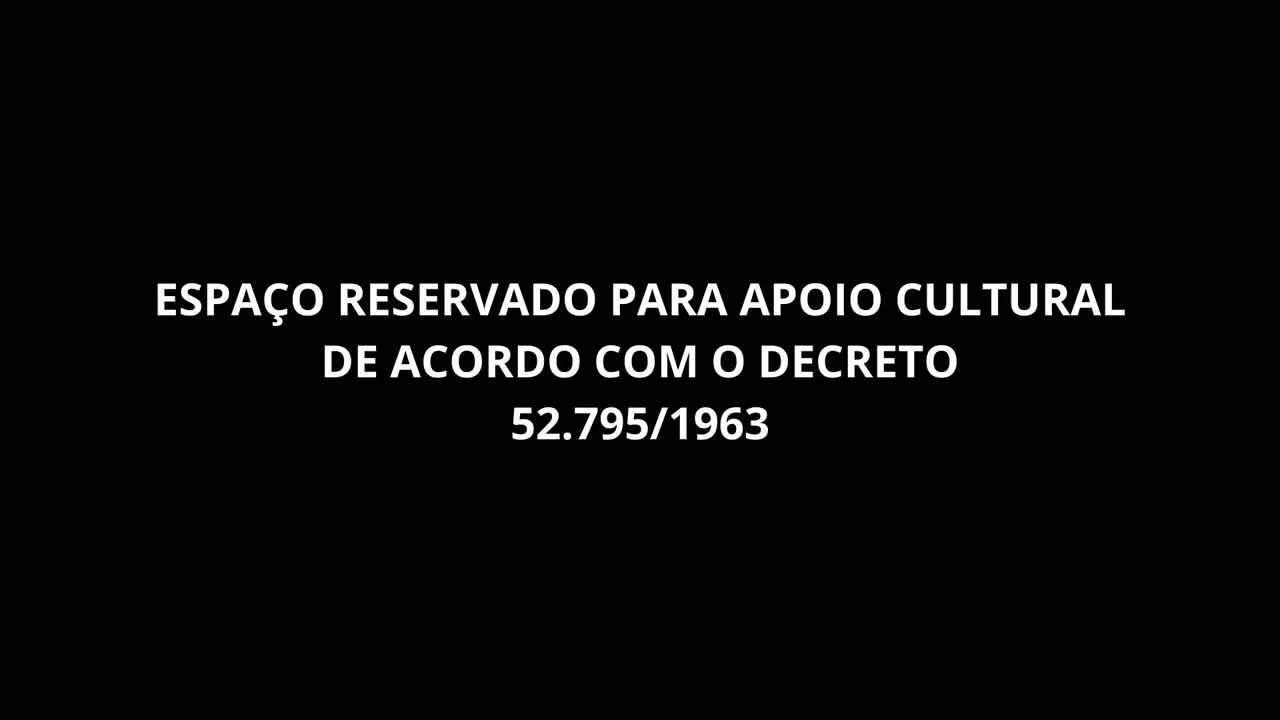 ESPAÇO RESERVADO PARA APOIO CULTURAL
DE ACORDO COM O DECRETO
52.795/1963